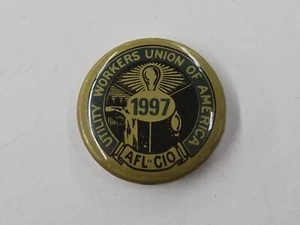 UTILITY WORKERS UNION OF AMERICA
1997
AFL-CIO